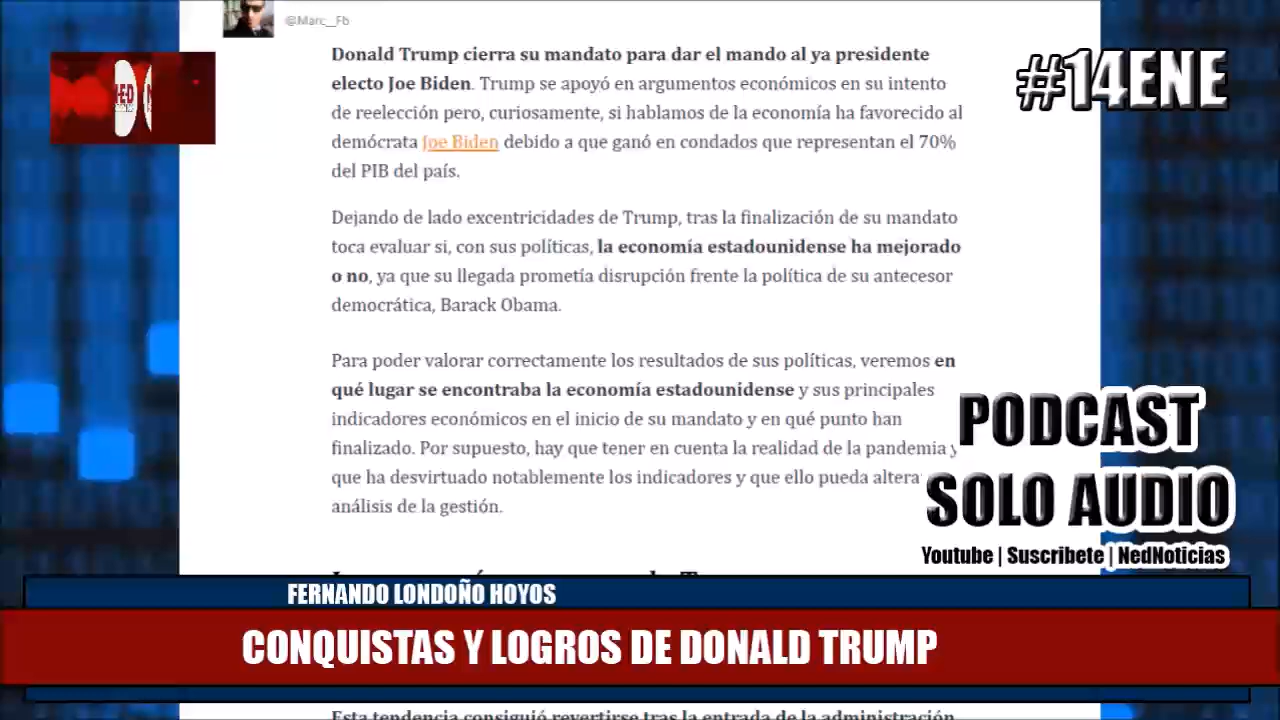 @Marc__Fb
Donald Trump cierra su mandato para dar el mando al ya presidente
electo Joe Biden. Trump se apoyó en argumentos económicos en su intento
de reelección pero, curiosamente, si hablamos de la economía ha favorecido al
demócrata Joe Biden debido a que ganó en condados que representan el 70%
del PIB del país.
Dejando de lado excentricidades de Trump, tras la finalización de su mandato
toca evaluar si, con sus políticas, la economía estadounidense ha mejorado
o no, ya que su llegada prometía disrupción frente la política de su antecesor
democrática, Barack Obama.
Para poder valorar correctamente los resultados de sus políticas, veremos en
qué lugar se encontraba la economía estadounidense y sus principales
indicadores económicos en el inicio de su mandato y en qué punto han
finalizado. Por supuesto, hay que tener en cuenta la realidad de la pandemia y
que ha desvirtuado notablemente los indicadores y que ello pueda altera
análisis de la gestión.
#14ENE
PODCAST
SOLO AUDIO
Youtube | Suscribete | NedNoticias
FERNANDO LONDOÑO HOYOS
CONQUISTAS Y LOGROS DE DONALD TRUMP
Esta tendencia consiguió revertirse tras la entrada de la administración